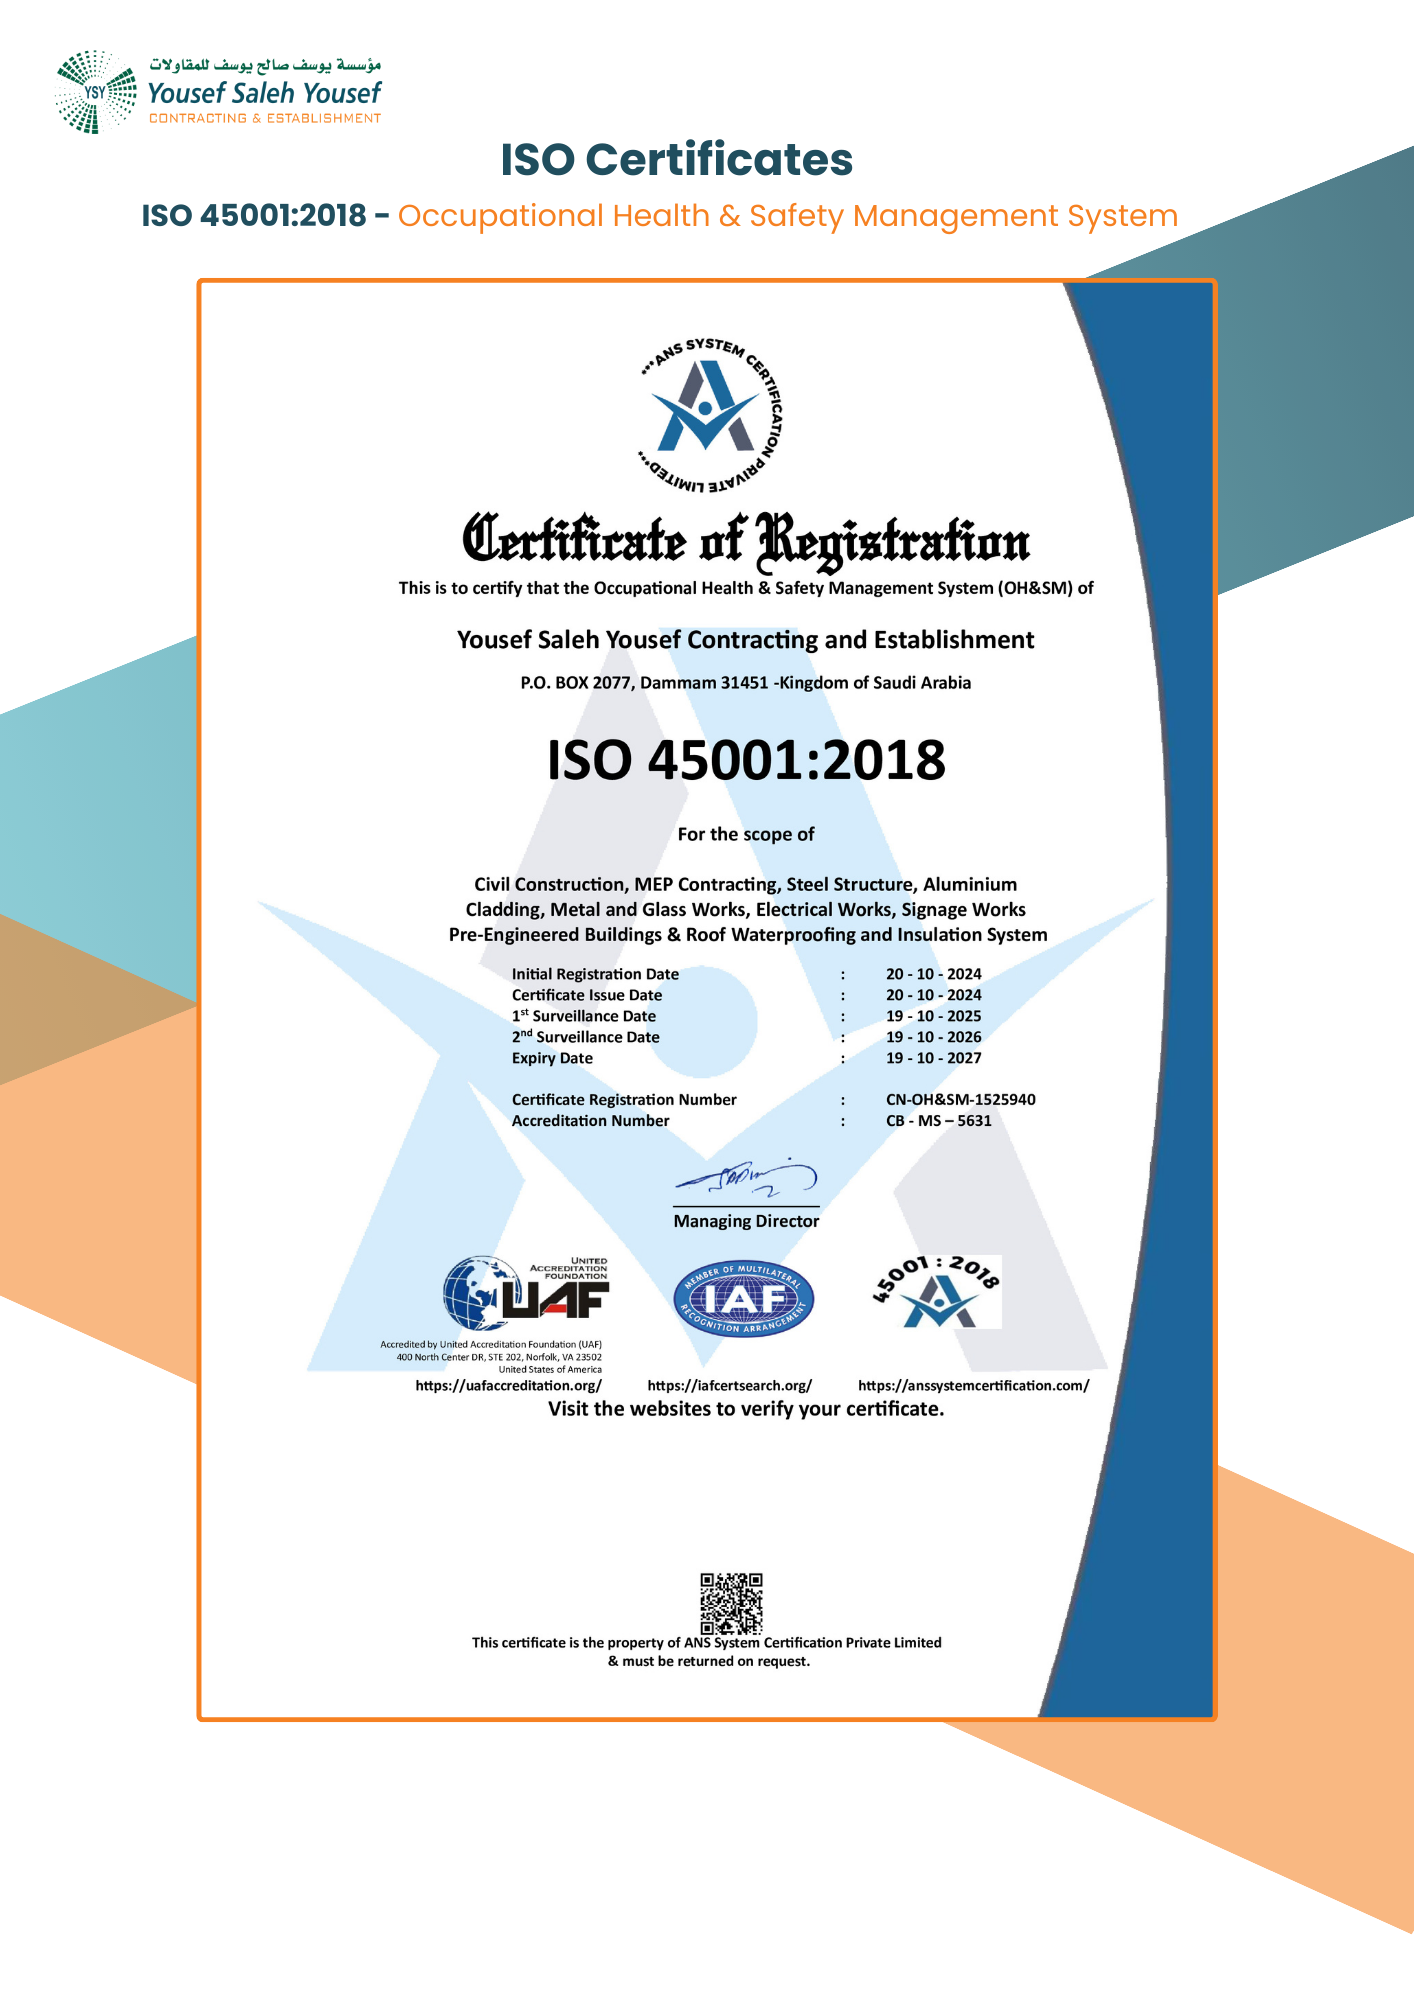 مؤسسة يوسف صالح يوسف للمقاولات
YSY
Yousef Saleh Yousef
CONTRACTING & ESTABLISHMENT
ISO Certificates
ISO 45001:2018 - Occupational Health & Safety Management System
***ANS SYSTEM CERTIFICATION PRIVATE LIMITED***
Certificate of Registration
This is to certify that the Occupational Health & Safety Management System (OH&SM) of
Yousef Saleh Yousef Contracting and Establishment
P.O. BOX 2077, Dammam 31451 -Kingdom of Saudi Arabia
ISO 45001:2018
For the scope of
Civil Construction, MEP Contracting, Steel Structure, Aluminium
Cladding, Metal and Glass Works, Electrical Works, Signage Works
Pre-Engineered Buildings & Roof Waterproofing and Insulation System
Initial Registration Date : 20 - 10 - 2024
Certificate Issue Date : 20 - 10 - 2024
1st Surveillance Date : 19 - 10 - 2025
2nd Surveillance Date : 19 - 10 - 2026
Expiry Date : 19 - 10 - 2027
Certificate Registration Number : CN-OH&SM-1525940
Accreditation Number : CB - MS – 5631
Managing Director
UNITED
ACCREDITATION
FOUNDATION
UAF
MEMBER OF MULTILATERAL
IAF
RECOGNITION ARRANGEMENT
45001 : 2018
Accredited by United Accreditation Foundation (UAF)
400 North Center DR, STE 202, Norfolk, VA 23502
United States of America
https://uafaccreditation.org/ https://iafcertsearch.org/ https://anssystemcertification.com/
Visit the websites to verify your certificate.
This certificate is the property of ANS System Certification Private Limited
& must be returned on request.